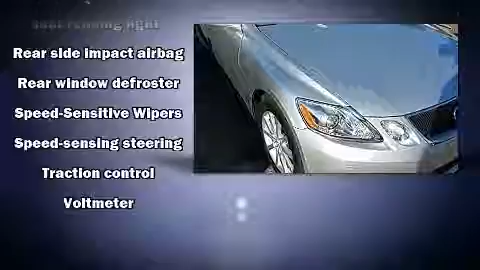 Rear side impact airbag
Rear window defroster
Speed-Sensitive Wipers
Speed-sensing steering
Traction control
Voltmeter